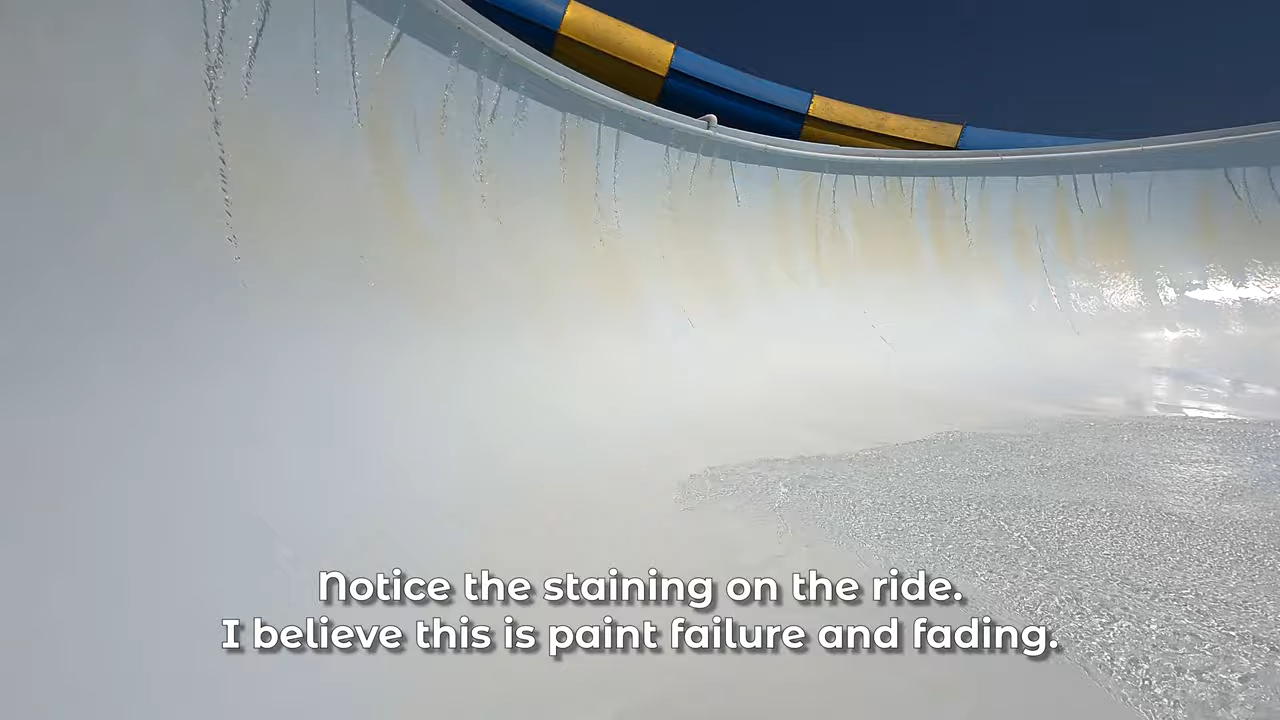 Notice the staining on the ride.
I believe this is paint failure and fading.